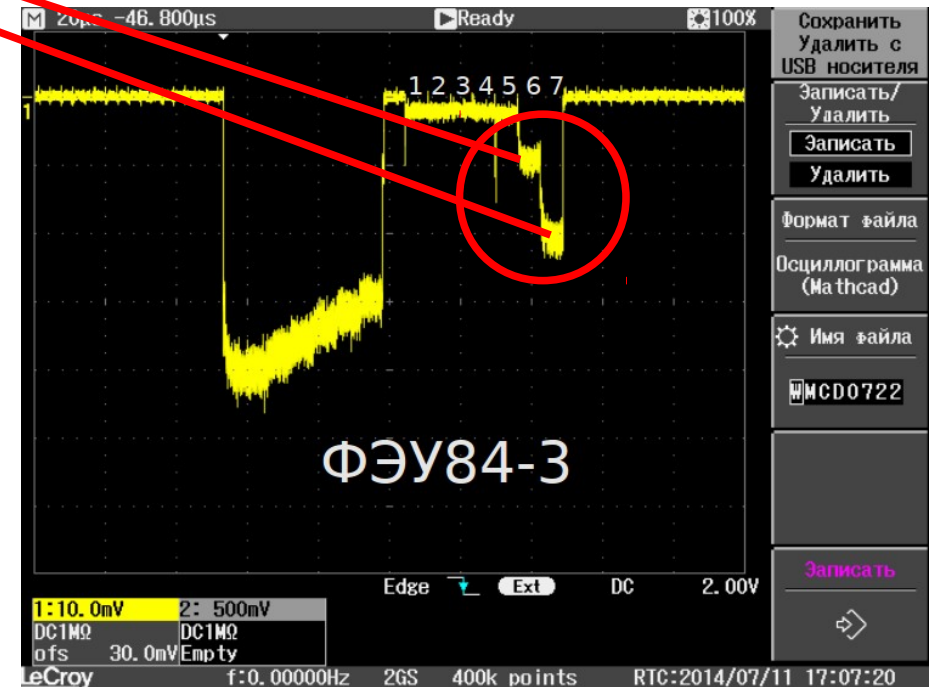 M 20µs -46.800µs
Ready
100%
Сохранить
Удалить с
USB носителя
Записать/
Удалить
Записать
Удалить
Формат файла
Осциллограмма
(Mathcad)
Имя файла
WMCD0722
Записать
1
1 2 3 4 5 6 7
ФЭУ84-3
Edge Ext DC 2.00V
1:10.0mV 2: 500mV
DC1MΩ DC1MΩ
ofs 30.0mV Empty
LeCroy f:0.00000Hz 2GS 400k points RTC:2014/07/11 17:07:20